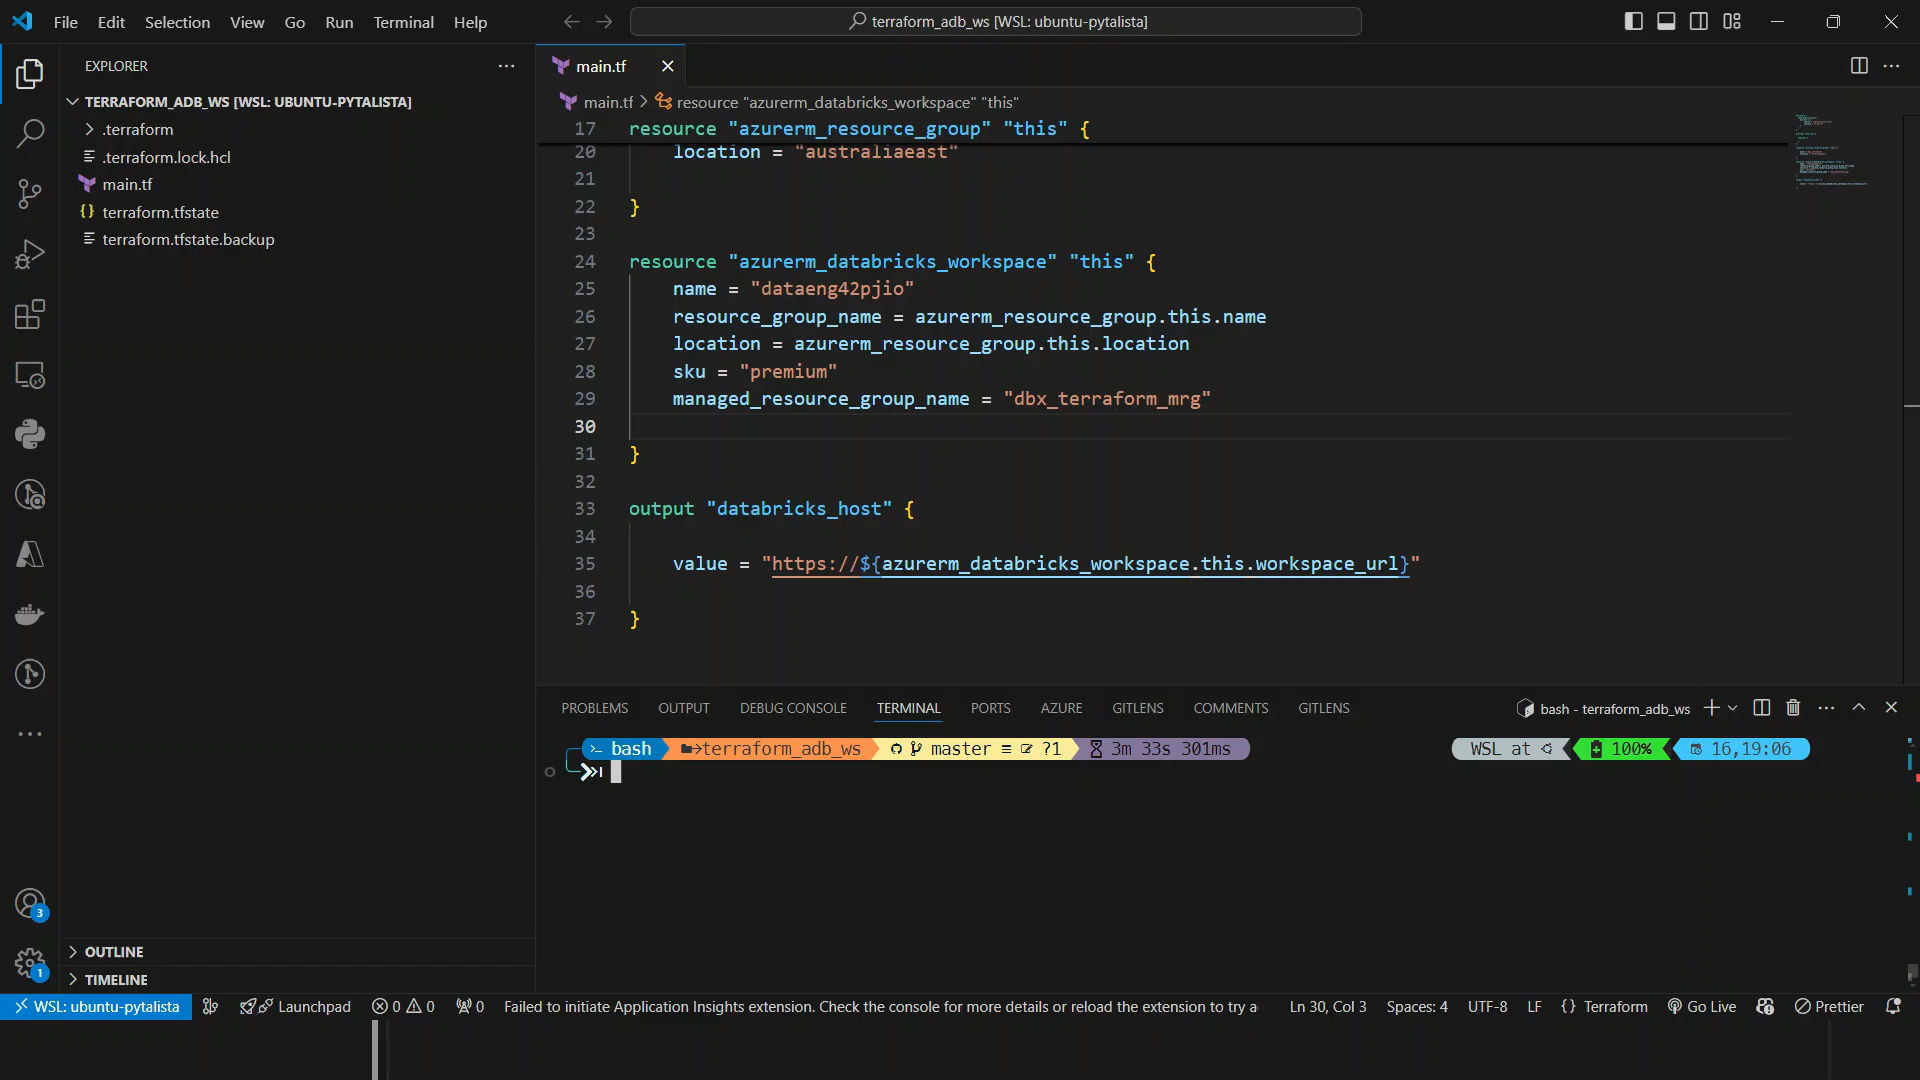 File Edit Selection View Go Run Terminal Help
terraform_adb_ws [WSL: ubuntu-pytalista]
EXPLORER
TERRAFORM_ADB_WS [WSL: UBUNTU-PYTALISTA]
.terraform
.terraform.lock.hcl
main.tf
terraform.tfstate
terraform.tfstate.backup
OUTLINE
TIMELINE
3
1
main.tf
main.tf > resource "azurerm_databricks_workspace" "this"
17 resource "azurerm_resource_group" "this" {
20 location = "australiaeast"
21
22 }
23
24 resource "azurerm_databricks_workspace" "this" {
25 name = "dataeng42pjio"
26 resource_group_name = azurerm_resource_group.this.name
27 location = azurerm_resource_group.this.location
28 sku = "premium"
29 managed_resource_group_name = "dbx_terraform_mrg"
30
31 }
32
33 output "databricks_host" {
34
35 value = "https://${azurerm_databricks_workspace.this.workspace_url}"
36
37 }
PROBLEMS OUTPUT DEBUG CONSOLE TERMINAL PORTS AZURE GITLENS COMMENTS GITLENS
bash - terraform_adb_ws
bash terraform_adb_ws master ≡ ?1 3m 33s 301ms WSL at 100% 16,19:06
WSL: ubuntu-pytalista Launchpad 0 0 0 Failed to initiate Application Insights extension. Check the console for more details or reload the extension to try a Ln 30, Col 3 Spaces: 4 UTF-8 LF {} Terraform Go Live Prettier